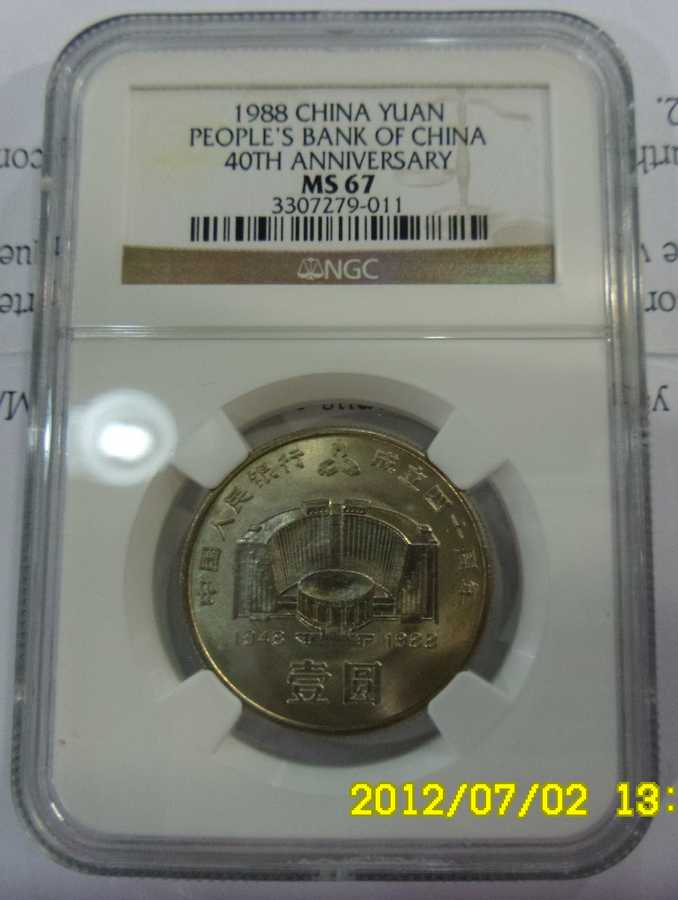 1988 CHINA YUAN
PEOPLE'S BANK OF CHINA
40TH ANNIVERSARY
MS 67
3307279-011
NGC
中国人民银行 成立四十周年
1948 1988
壹圆
2012/07/02 13: